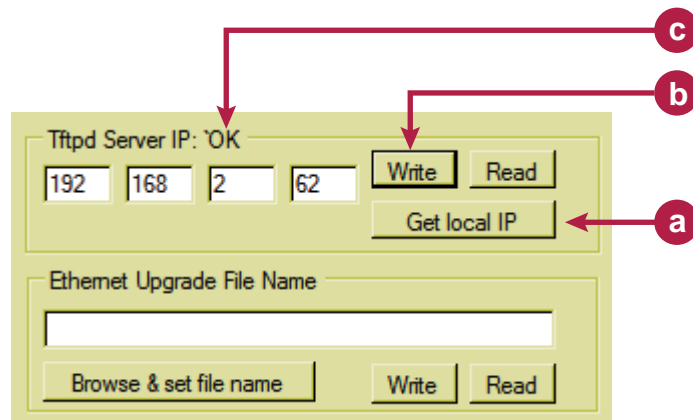 c
b
Tftpd Server IP: `OK
192 168 2 62 Write Read
Get local IP a
Ethernet Upgrade File Name
Browse & set file name Write Read